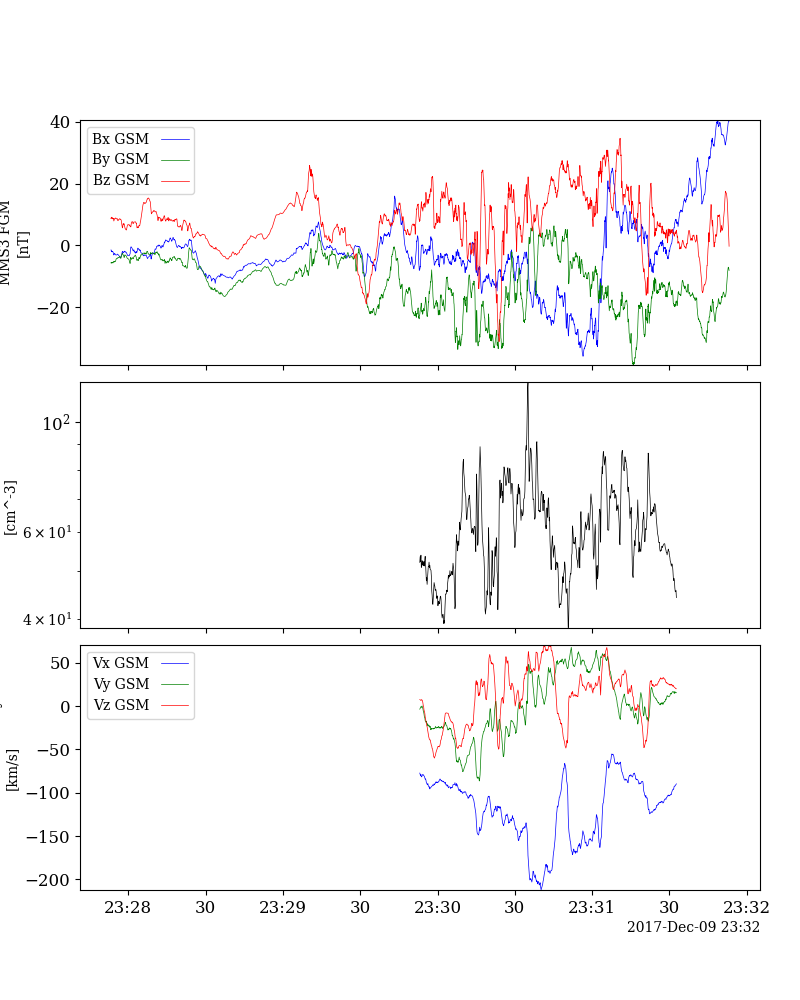 40
20
0
−20
MMS3 FGM
[nT]
Bx GSM
By GSM
Bz GSM
10²
6 × 10¹
4 × 10¹
[cm^-3]
50
0
−50
−100
−150
−200
[km/s]
Vx GSM
Vy GSM
Vz GSM
23:28 30 23:29 30 23:30 30 23:31 30 23:32
2017-Dec-09 23:32